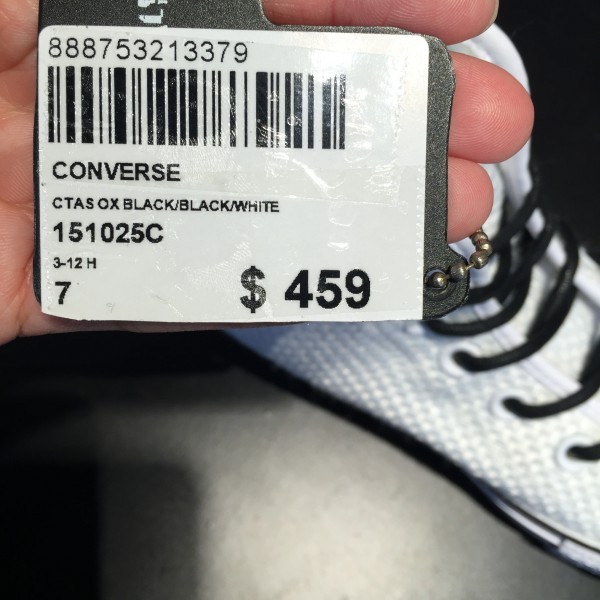 888753213379
CONVERSE
CTAS OX BLACK/BLACK/WHITE
151025C
3-12 H
7
$ 459